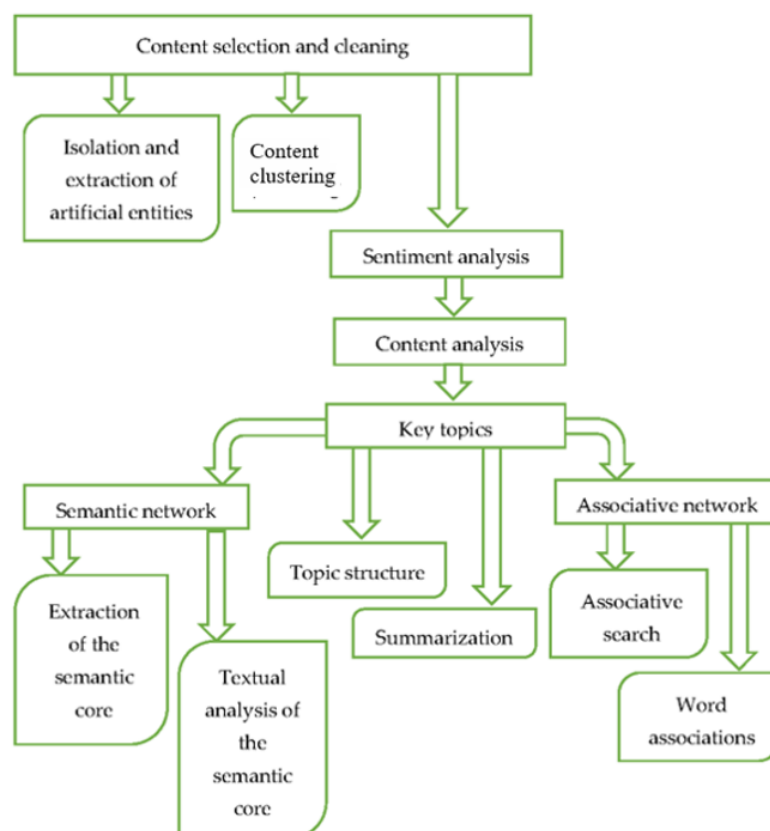 Content selection and cleaning
Isolation and
extraction of
artificial entities
Content
clustering
Sentiment analysis
Content analysis
Key topics
Semantic network
Associative network
Topic structure
Summarization
Associative
search
Extraction
of the
semantic
core
Textual
analysis of
the
semantic
core
Word
associations